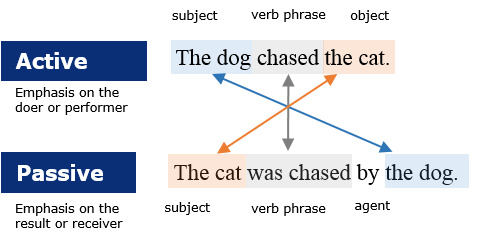 subject verb phrase object
Active The dog chased the cat.
Emphasis on the
doer or performer
Passive The cat was chased by the dog.
Emphasis on the
result or receiver
subject verb phrase agent